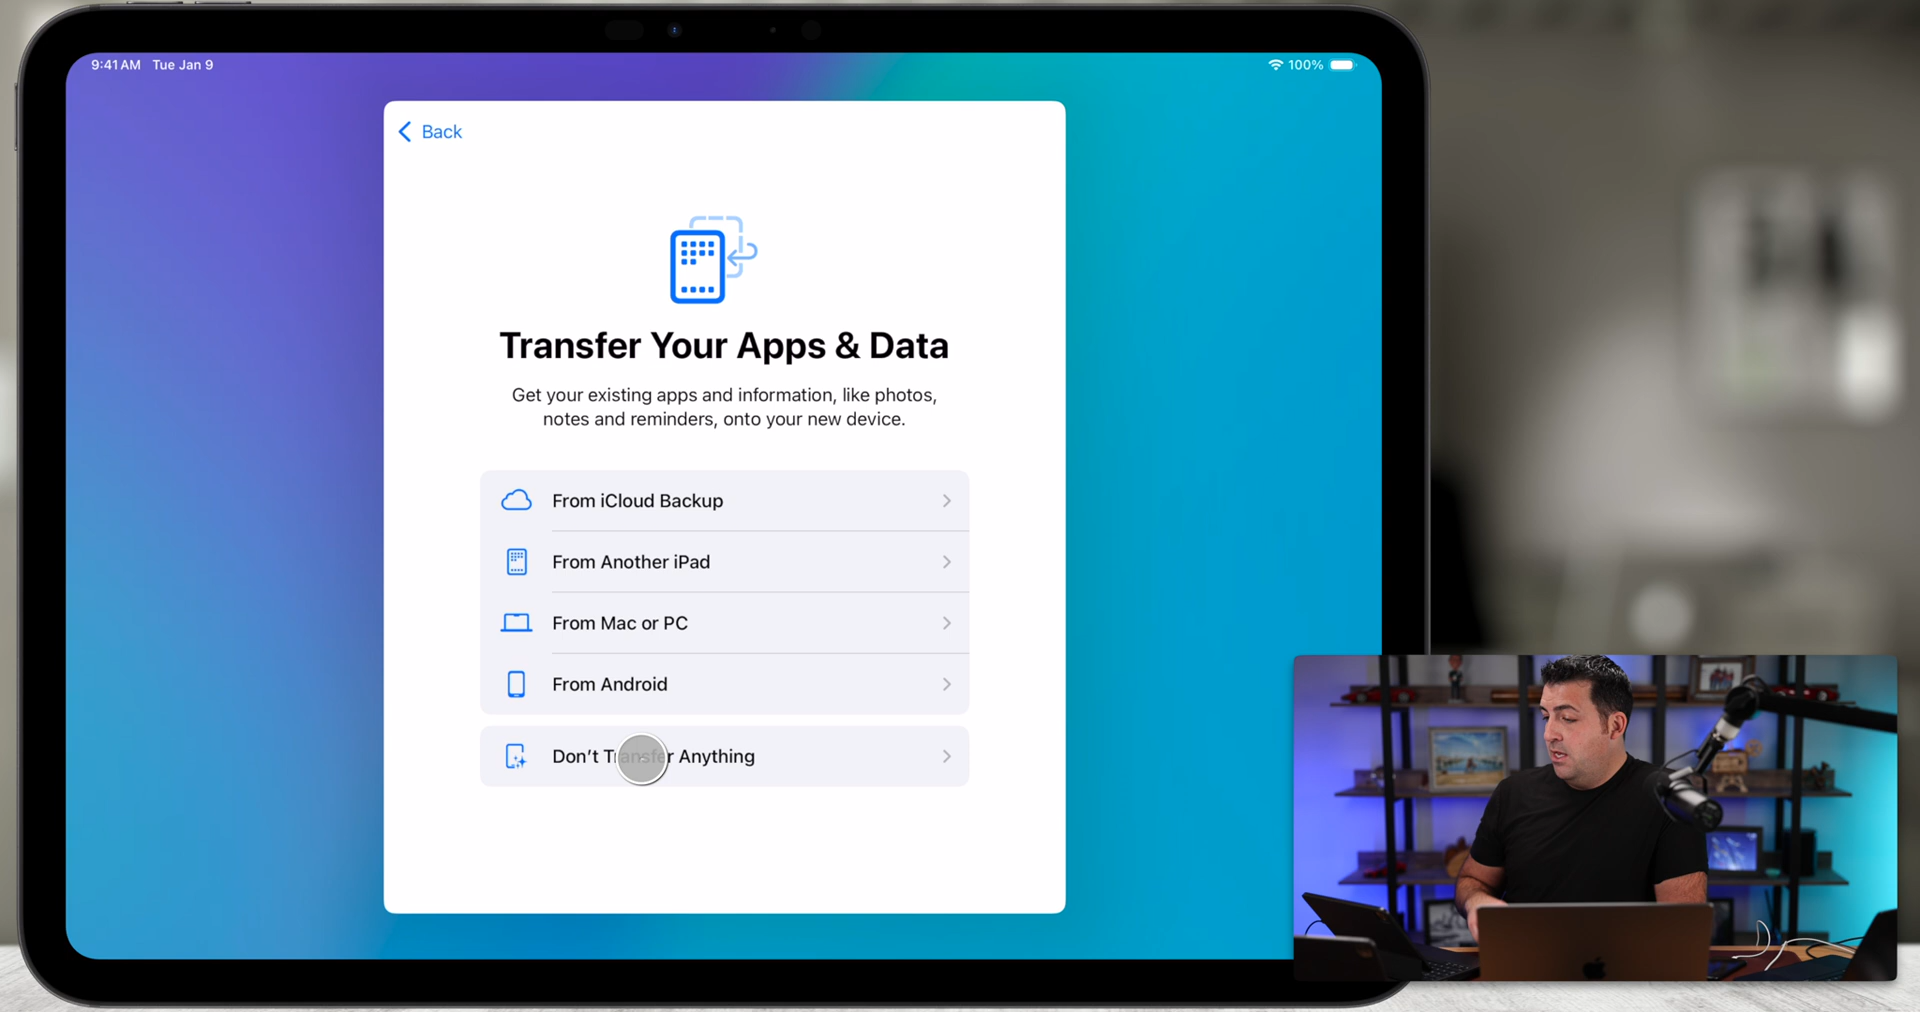 9:41 AM Tue Jan 9
100%
Back
Transfer Your Apps & Data
Get your existing apps and information, like photos,
notes and reminders, onto your new device.
From iCloud Backup
From Another iPad
From Mac or PC
From Android
Don't Transfer Anything